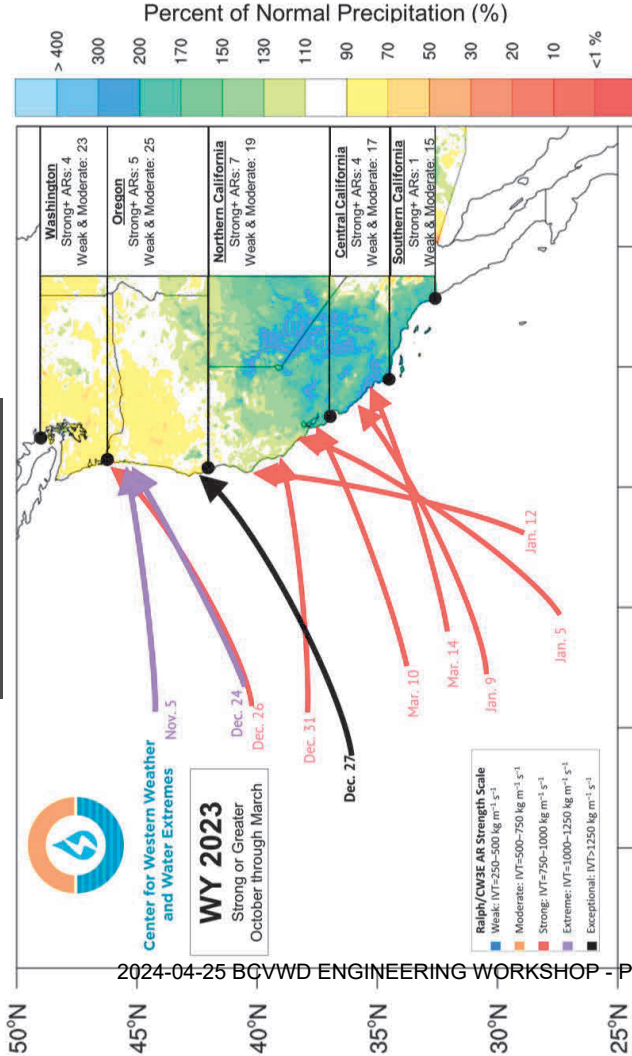 Percent of Normal Precipitation (%)
>400
300
200
180
170
150
130
110
90
70
50
30
20
10
<1 %
Washington
Strong+ ARs: 4
Weak & Moderate: 23
Oregon
Strong+ ARs: 5
Weak & Moderate: 25
Northern California
Strong+ ARs: 7
Weak & Moderate: 19
Central California
Strong+ ARs: 4
Weak & Moderate: 17
Southern California
Strong+ ARs: 1
Weak & Moderate: 15
Nov. 5
Dec. 24
Dec. 26
Dec. 31
Dec. 27
Mar. 10
Mar. 14
Jan. 9
Jan. 5
Jan. 12
Center for Western Weather
and Water Extremes
WY 2023
Strong or Greater
October through March
Ralph/CW3E AR Strength Scale
Weak: IVT=250–500 kg m⁻¹ s⁻¹
Moderate: IVT=500–750 kg m⁻¹ s⁻¹
Strong: IVT=750–1000 kg m⁻¹ s⁻¹
Extreme: IVT=1000–1250 kg m⁻¹ s⁻¹
Exceptional: IVT>1250 kg m⁻¹ s⁻¹
50°N
45°N
40°N
35°N
30°N
25°N
2024-04-25 BCVWD ENGINEERING WORKSHOP - P